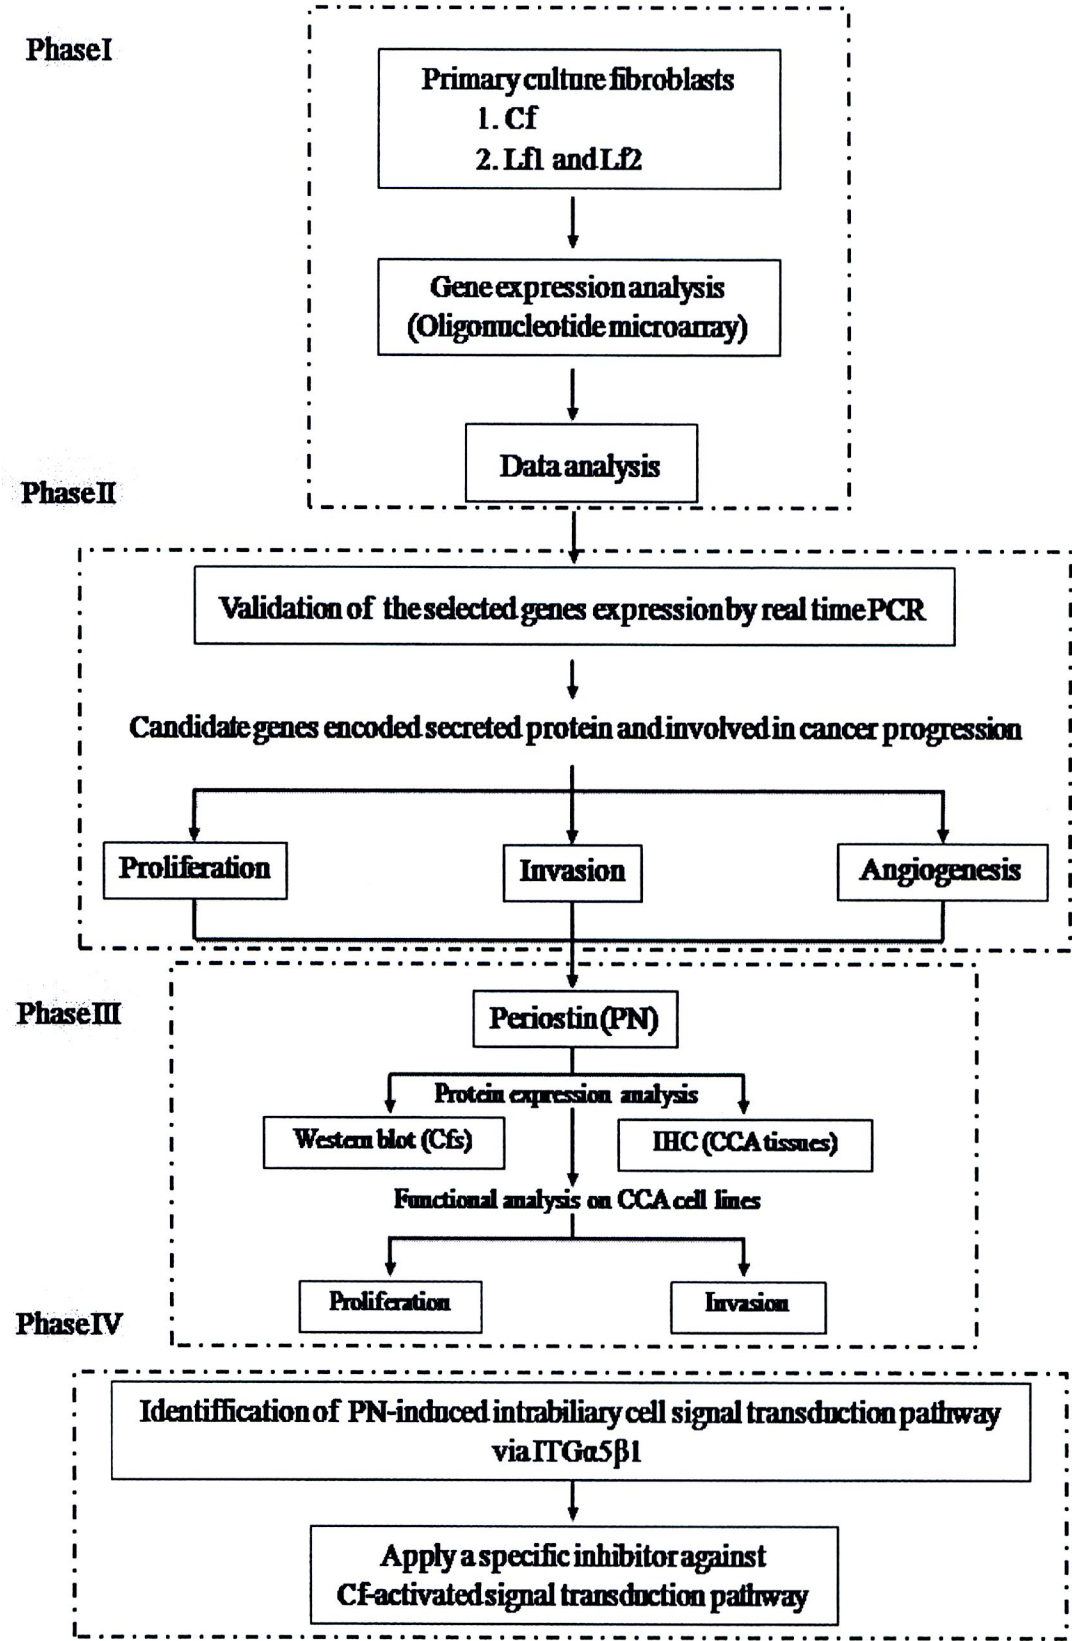 Phase I
Primary culture fibroblasts
1. Cf
2. Lf1 and Lf2
Gene expression analysis
(Oligonucleotide microarray)
Data analysis
Phase II
Validation of the selected genes expression by real time PCR
Candidate genes encoded secreted protein and involved in cancer progression
Proliferation
Invasion
Angiogenesis
Phase III
Periostin (PN)
Protein expression analysis
Western blot (Cfs)
IHC (CCA tissues)
Functional analysis on CCA cell lines
Proliferation
Invasion
Phase IV
Identiffication of PN-induced intrabiliary cell signal transduction pathway
via ITGα5β1
Apply a specific inhibitor against
Cf-activated signal transduction pathway